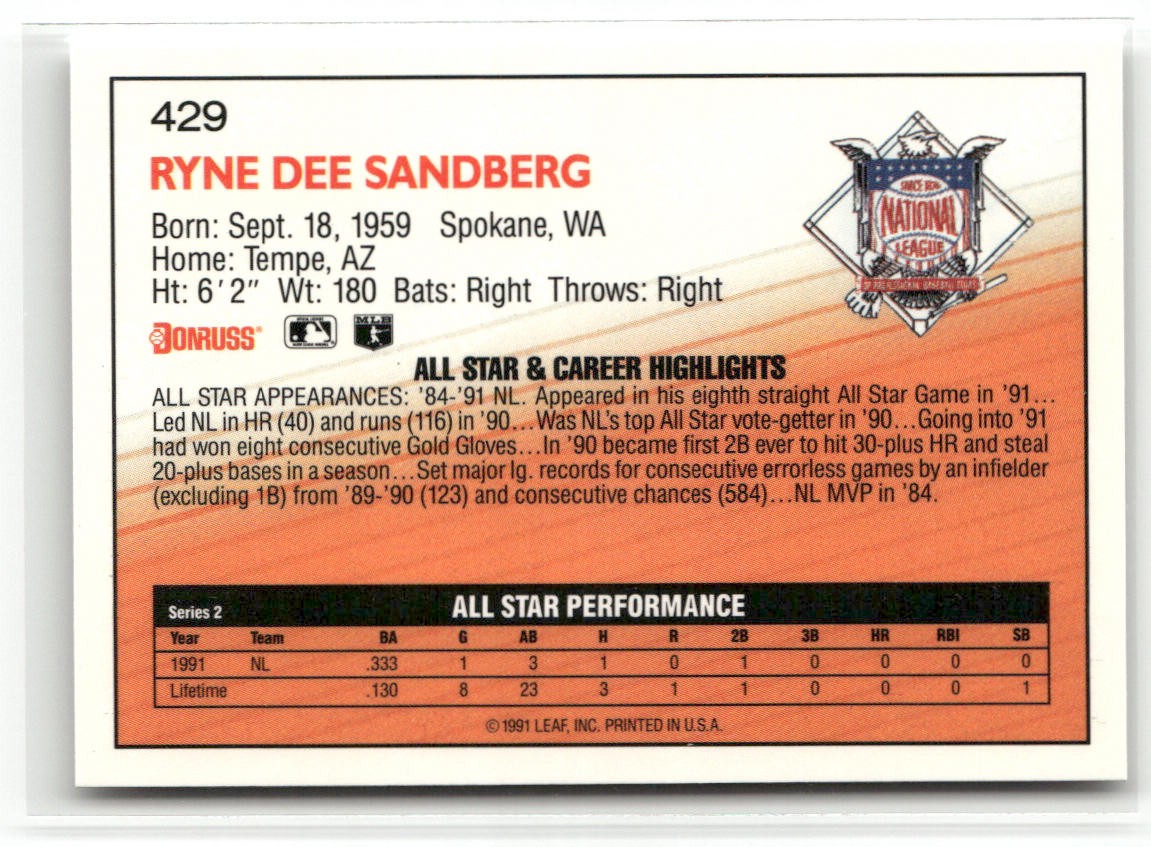 429
RYNE DEE SANDBERG
Born: Sept. 18, 1959 Spokane, WA
Home: Tempe, AZ
Ht: 6'2" Wt: 180 Bats: Right Throws: Right
SINCE 1876
NATIONAL
LEAGUE
OF PROFESSIONAL BASEBALL CLUBS
DONRUSS®
MLB
ALL STAR & CAREER HIGHLIGHTS
ALL STAR APPEARANCES: '84-'91 NL. Appeared in his eighth straight All Star Game in '91...
Led NL in HR (40) and runs (116) in '90...Was NL's top All Star vote-getter in '90...Going into '91
had won eight consecutive Gold Gloves...In '90 became first 2B ever to hit 30-plus HR and steal
20-plus bases in a season...Set major lg. records for consecutive errorless games by an infielder
(excluding 1B) from '89-'90 (123) and consecutive chances (584)...NL MVP in '84.
Series 2 ALL STAR PERFORMANCE
Year Team BA G AB H R 2B 3B HR RBI SB
1991 NL .333 1 3 1 0 1 0 0 0 0
Lifetime .130 8 23 3 1 1 0 0 0 1
© 1991 LEAF, INC. PRINTED IN U.S.A.